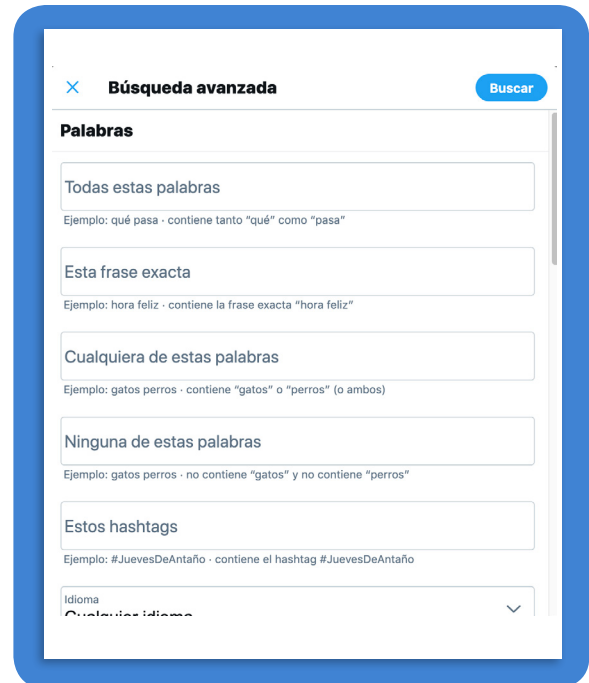 Búsqueda avanzada
Buscar
Palabras
Todas estas palabras
Ejemplo: qué pasa · contiene tanto “qué” como “pasa”
Esta frase exacta
Ejemplo: hora feliz · contiene la frase exacta “hora feliz”
Cualquiera de estas palabras
Ejemplo: gatos perros · contiene “gatos” o “perros” (o ambos)
Ninguna de estas palabras
Ejemplo: gatos perros · no contiene “gatos” y no contiene “perros”
Estos hashtags
Ejemplo: #JuevesDeAntaño · contiene el hashtag #JuevesDeAntaño
Idioma
Cualquier idioma